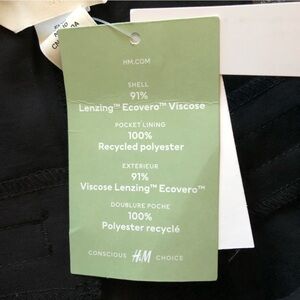 HM.COM
SHELL
91%
Lenzing™ Ecovero™ Viscose
POCKET LINING
100%
Recycled polyester
EXTERIEUR
91%
Viscose Lenzing™ Ecovero™
DOUBLURE POCHE
100%
Polyester recyclé
CONSCIOUS H&M CHOICE